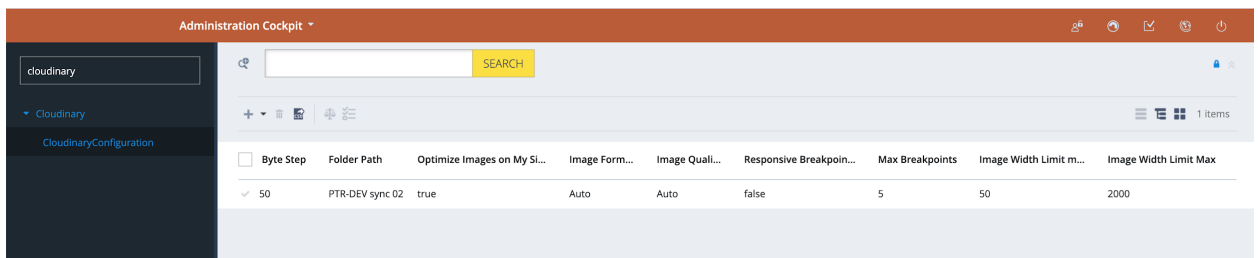 Administration Cockpit
cloudinary
SEARCH
Cloudinary
CloudinaryConfiguration
1 items
Byte Step Folder Path Optimize Images on My Si... Image Form... Image Quali... Responsive Breakpoin... Max Breakpoints Image Width Limit m... Image Width Limit Max
50 PTR-DEV sync 02 true Auto Auto false 5 50 2000